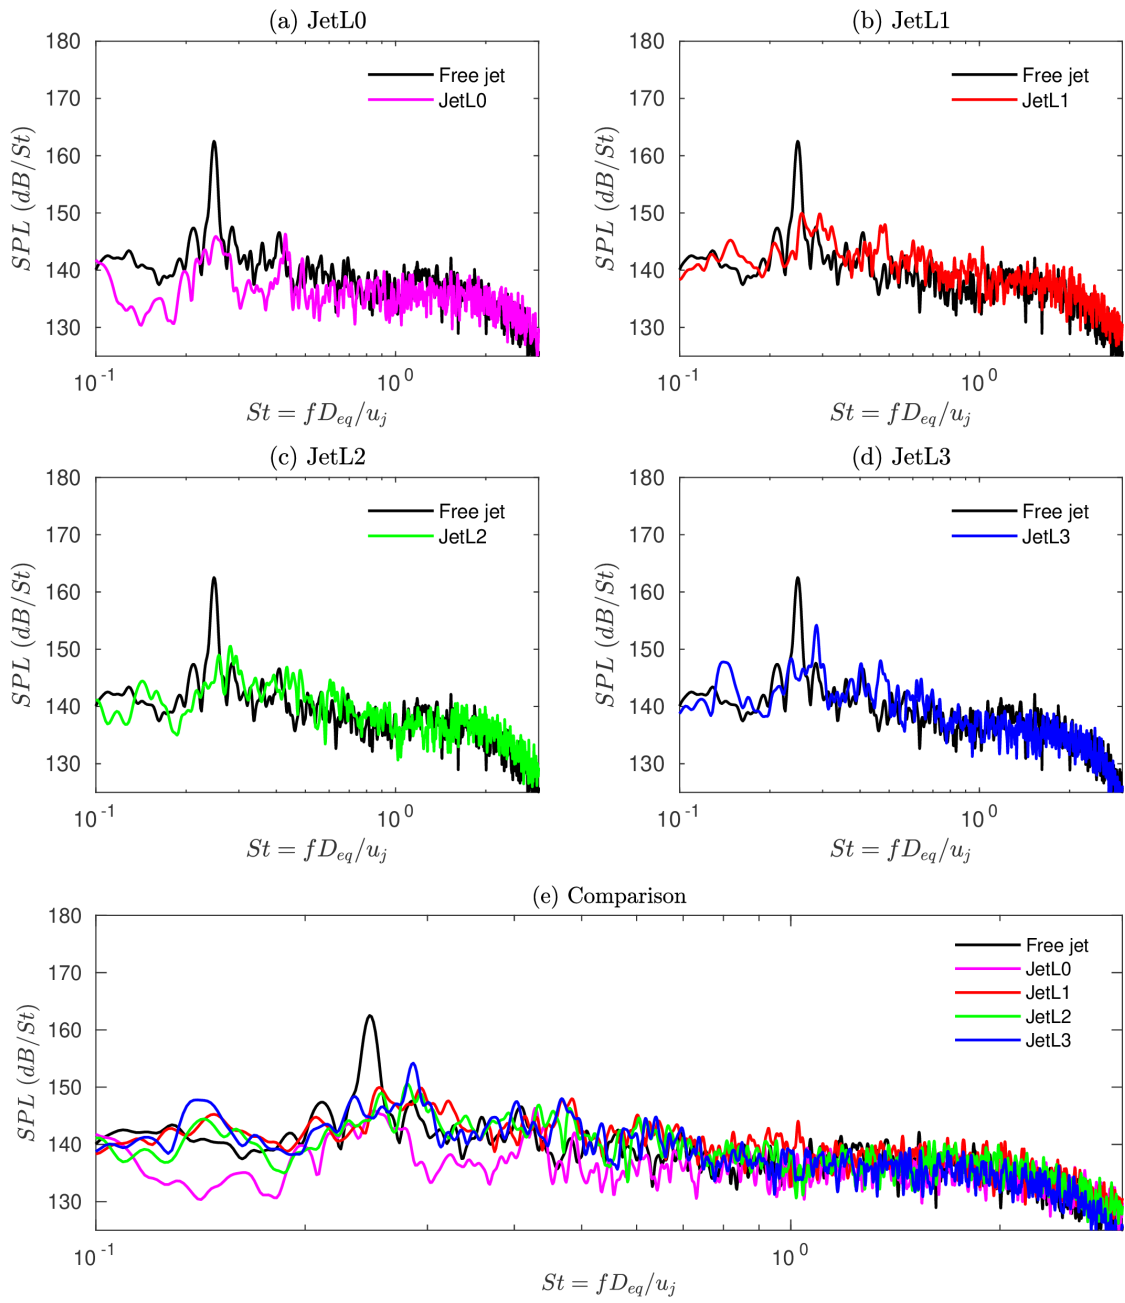 (a) JetL0
180
170
160
150
140
130
SPL (dB/St)
Free jet
JetL0
10^-1
10^0
St = fD_eq/u_j
(b) JetL1
180
170
160
150
140
130
SPL (dB/St)
Free jet
JetL1
10^-1
10^0
St = fD_eq/u_j
(c) JetL2
180
170
160
150
140
130
SPL (dB/St)
Free jet
JetL2
10^-1
10^0
St = fD_eq/u_j
(d) JetL3
180
170
160
150
140
130
SPL (dB/St)
Free jet
JetL3
10^-1
10^0
St = fD_eq/u_j
(e) Comparison
180
170
160
150
140
130
SPL (dB/St)
Free jet
JetL0
JetL1
JetL2
JetL3
10^-1
10^0
St = fD_eq/u_j